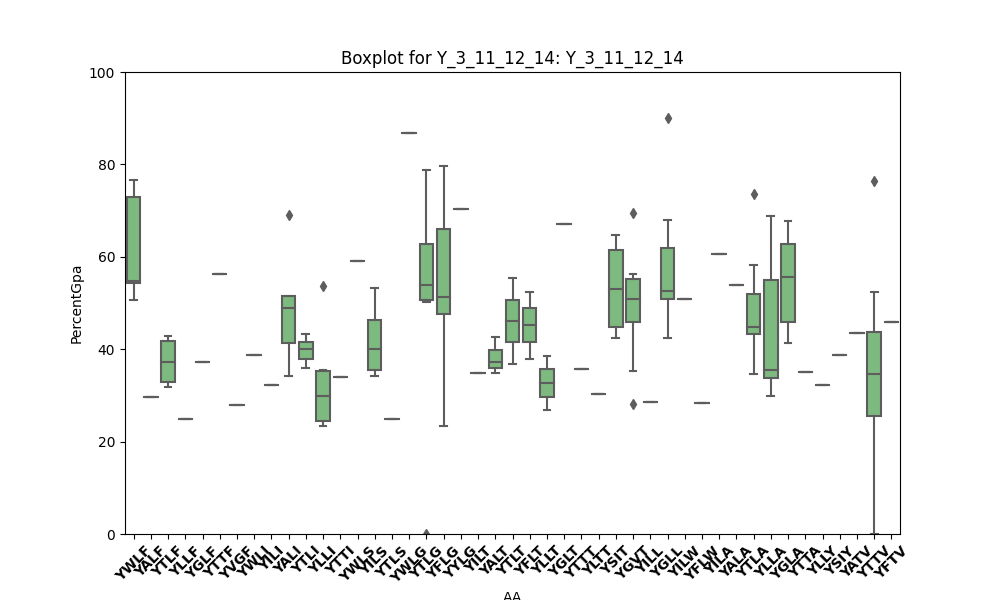 Boxplot for Y_3_11_12_14: Y_3_11_12_14
100
80
60
40
20
0
PercentGpa
YWLF YALF YTLF YLLF YGLF YTTF YVGF YWLI YILI YALI YTLI YLLI YTTI YWLS YILS YTLS YWLG YTLG YFLG YYLG YILT YALT YTLT YFLT YLLT YGLT YTTT YLTT YSIT YGVT YILL YGLL YILW YFLW YILA YALA YTLA YLLA YGLA YTTA YLLY YSIY YATV YTTV YFTV
AA